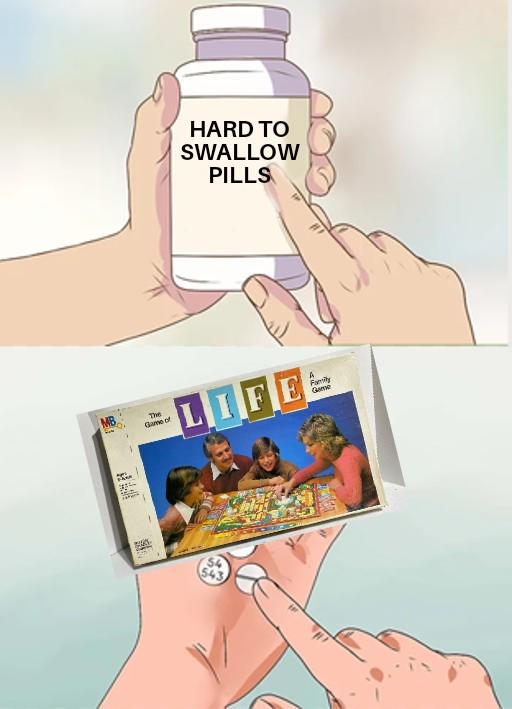 HARD TO
SWALLOW
PILLS
The
Game of
LIFE
A
Family
Game
MB
54
543